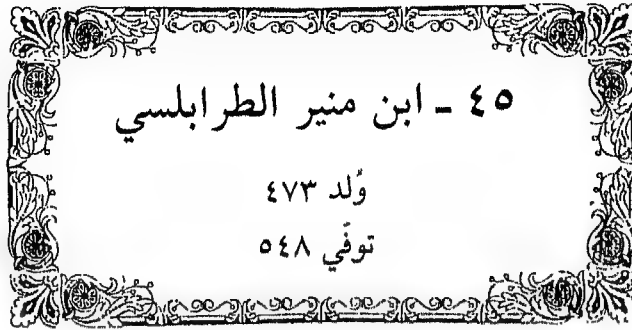 ٤٥ - ابن منير الطرابلسي
وُلد ٤٧٣
توفّي ٥٤٨